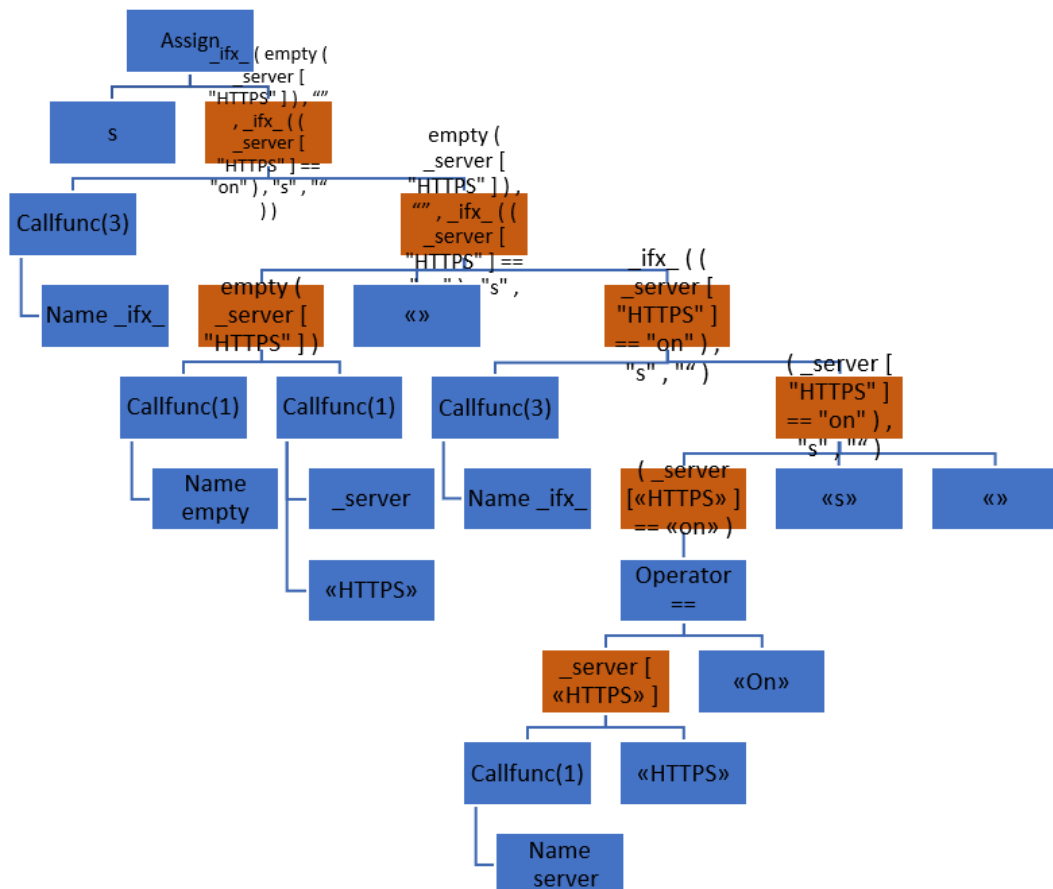 Assign
_ifx_ ( empty (
_server [
"HTTPS" ] ) , “”
, _ifx_ ( (
_server [
"HTTPS" ] ==
"on" ) , "s" , "“
) )
s
empty (
_server [
"HTTPS" ] ) ,
“” , _ifx_ ( (
_server [
"HTTPS" ] ==
"s" ,
Callfunc(3)
Name _ifx_
empty (
_server [
"HTTPS" ] )
«»
_ifx_ ( (
_server [
"HTTPS" ]
== "on" ) ,
"s" , "“ )
Callfunc(1)
Callfunc(1)
Callfunc(3)
( _server [
"HTTPS" ]
== "on" ) ,
"s" , "“ )
Name
empty
_server
Name _ifx_
( _server
[«HTTPS» ]
== «on» )
«s»
«»
«HTTPS»
Operator
==
_server [
«HTTPS» ]
«On»
Callfunc(1)
«HTTPS»
Name
server